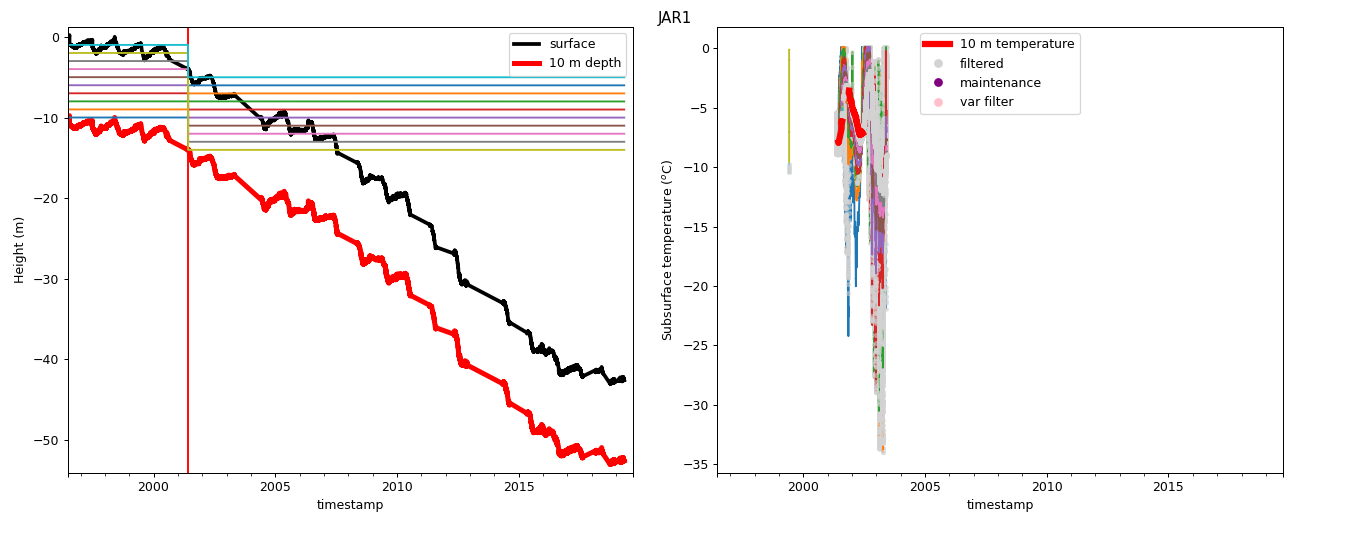 JAR1
0
−10
−20
−30
−40
−50
Height (m)
2000
2005
2010
2015
timestamp
surface
10 m depth
0
−5
−10
−15
−20
−25
−30
−35
Subsurface temperature (°C)
2000
2005
2010
2015
timestamp
10 m temperature
filtered
maintenance
var filter